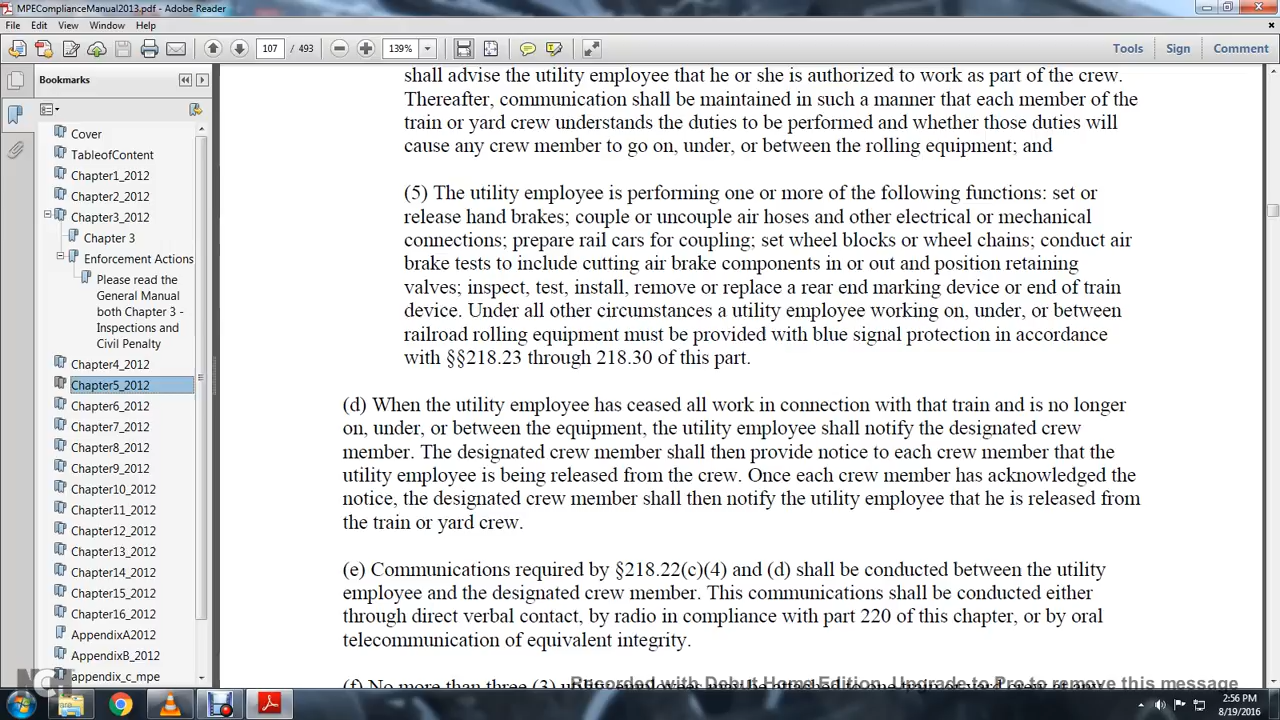 MPEComplianceManual2013.pdf - Adobe Reader
File Edit View Window Help
107 / 493 139% Tools Sign Comment
Bookmarks
Cover
TableofContent
Chapter1_2012
Chapter2_2012
Chapter3_2012
Chapter 3
Enforcement Actions
Please read the
General Manual
both Chapter 3 -
Inspections and
Civil Penalty
Chapter4_2012
Chapter5_2012
Chapter6_2012
Chapter7_2012
Chapter8_2012
Chapter9_2012
Chapter10_2012
Chapter11_2012
Chapter12_2012
Chapter13_2012
Chapter14_2012
Chapter15_2012
Chapter16_2012
AppendixA2012
AppendixB_2012
appendix_c_mpe
shall advise the utility employee that he or she is authorized to work as part of the crew.
Thereafter, communication shall be maintained in such a manner that each member of the
train or yard crew understands the duties to be performed and whether those duties will
cause any crew member to go on, under, or between the rolling equipment; and
(5) The utility employee is performing one or more of the following functions: set or
release hand brakes; couple or uncouple air hoses and other electrical or mechanical
connections; prepare rail cars for coupling; set wheel blocks or wheel chains; conduct air
brake tests to include cutting air brake components in or out and position retaining
valves; inspect, test, install, remove or replace a rear end marking device or end of train
device. Under all other circumstances a utility employee working on, under, or between
railroad rolling equipment must be provided with blue signal protection in accordance
with §§218.23 through 218.30 of this part.
(d) When the utility employee has ceased all work in connection with that train and is no longer
on, under, or between the equipment, the utility employee shall notify the designated crew
member. The designated crew member shall then provide notice to each crew member that the
utility employee is being released from the crew. Once each crew member has acknowledged the
notice, the designated crew member shall then notify the utility employee that he is released from
the train or yard crew.
(e) Communications required by §218.22(c)(4) and (d) shall be conducted between the utility
employee and the designated crew member. This communications shall be conducted either
through direct verbal contact, by radio in compliance with part 220 of this chapter, or by oral
telecommunication of equivalent integrity.
(f) No more than three (3)
Recorded with Debut Home Edition. Upgrade to Pro to remove this message
NCH
2:56 PM
8/19/2016